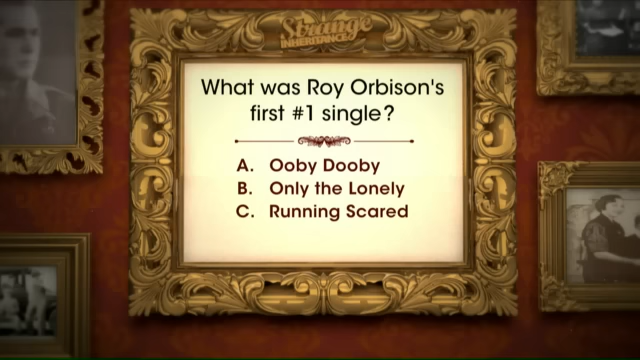 Strange
INHERITANCE
What was Roy Orbison's
first #1 single?
A. Ooby Dooby
B. Only the Lonely
C. Running Scared